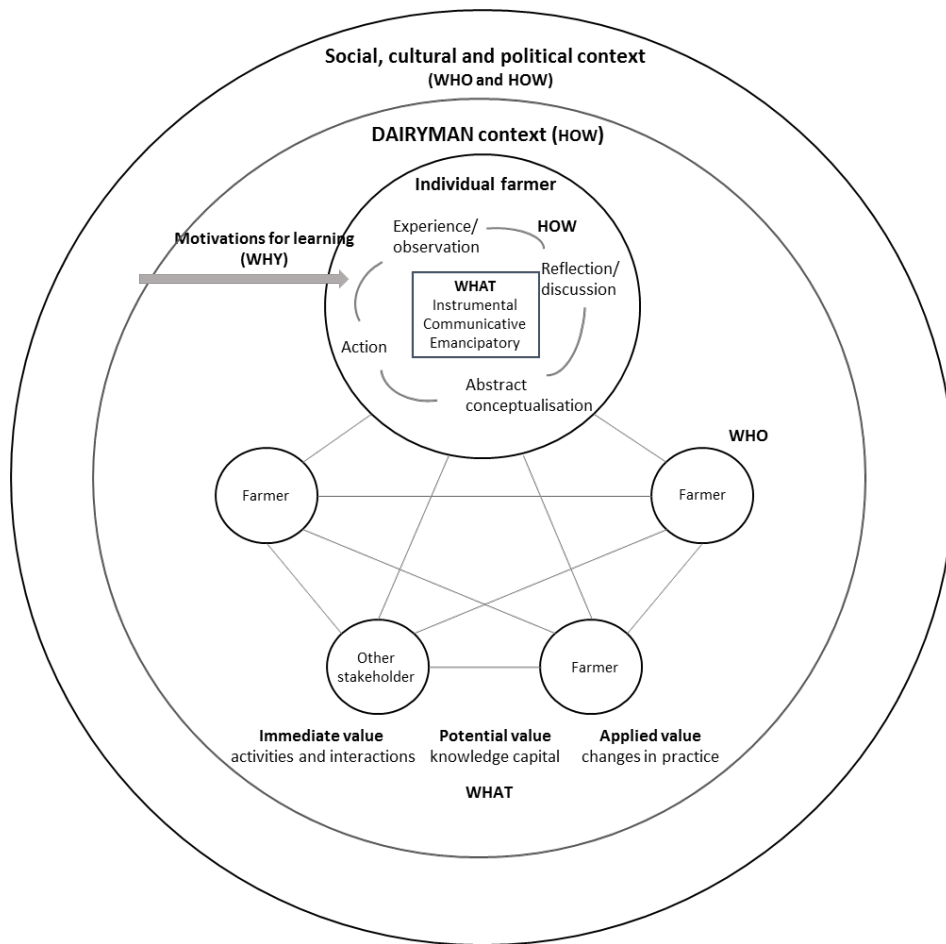 Social, cultural and political context
(WHO and HOW)
DAIRYMAN context (HOW)
Individual farmer
Motivations for learning
(WHY)
Experience/
observation
HOW
Reflection/
discussion
WHAT
Instrumental
Communicative
Emancipatory
Action
Abstract
conceptualisation
WHO
Farmer
Farmer
Other
stakeholder
Farmer
Immediate value
activities and interactions
Potential value
knowledge capital
Applied value
changes in practice
WHAT